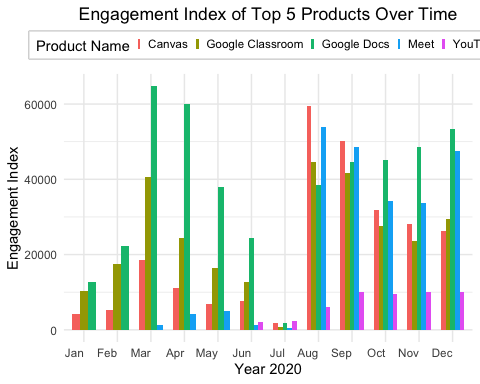 Engagement Index of Top 5 Products Over Time
Product Name Canvas Google Classroom Google Docs Meet YouT
60000
40000
20000
0
Engagement Index
Jan Feb Mar Apr May Jun Jul Aug Sep Oct Nov Dec
Year 2020